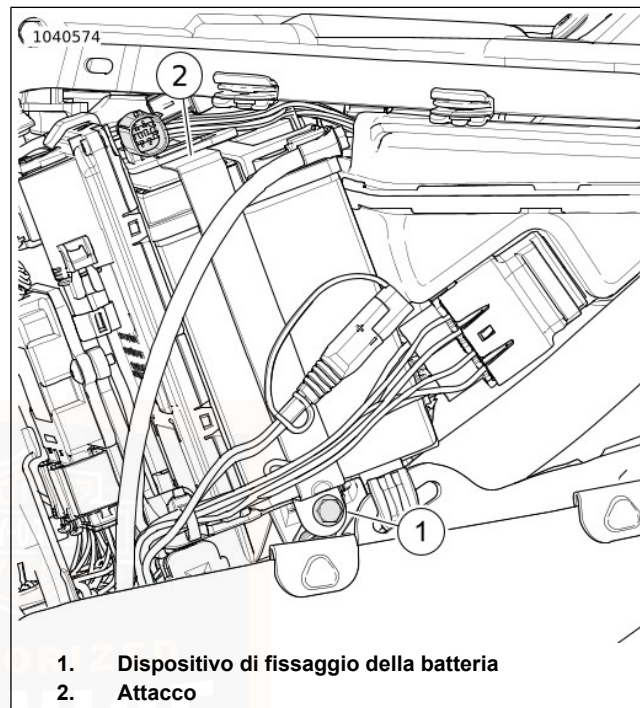 1040574
2
1
1. Dispositivo di fissaggio della batteria
2. Attacco